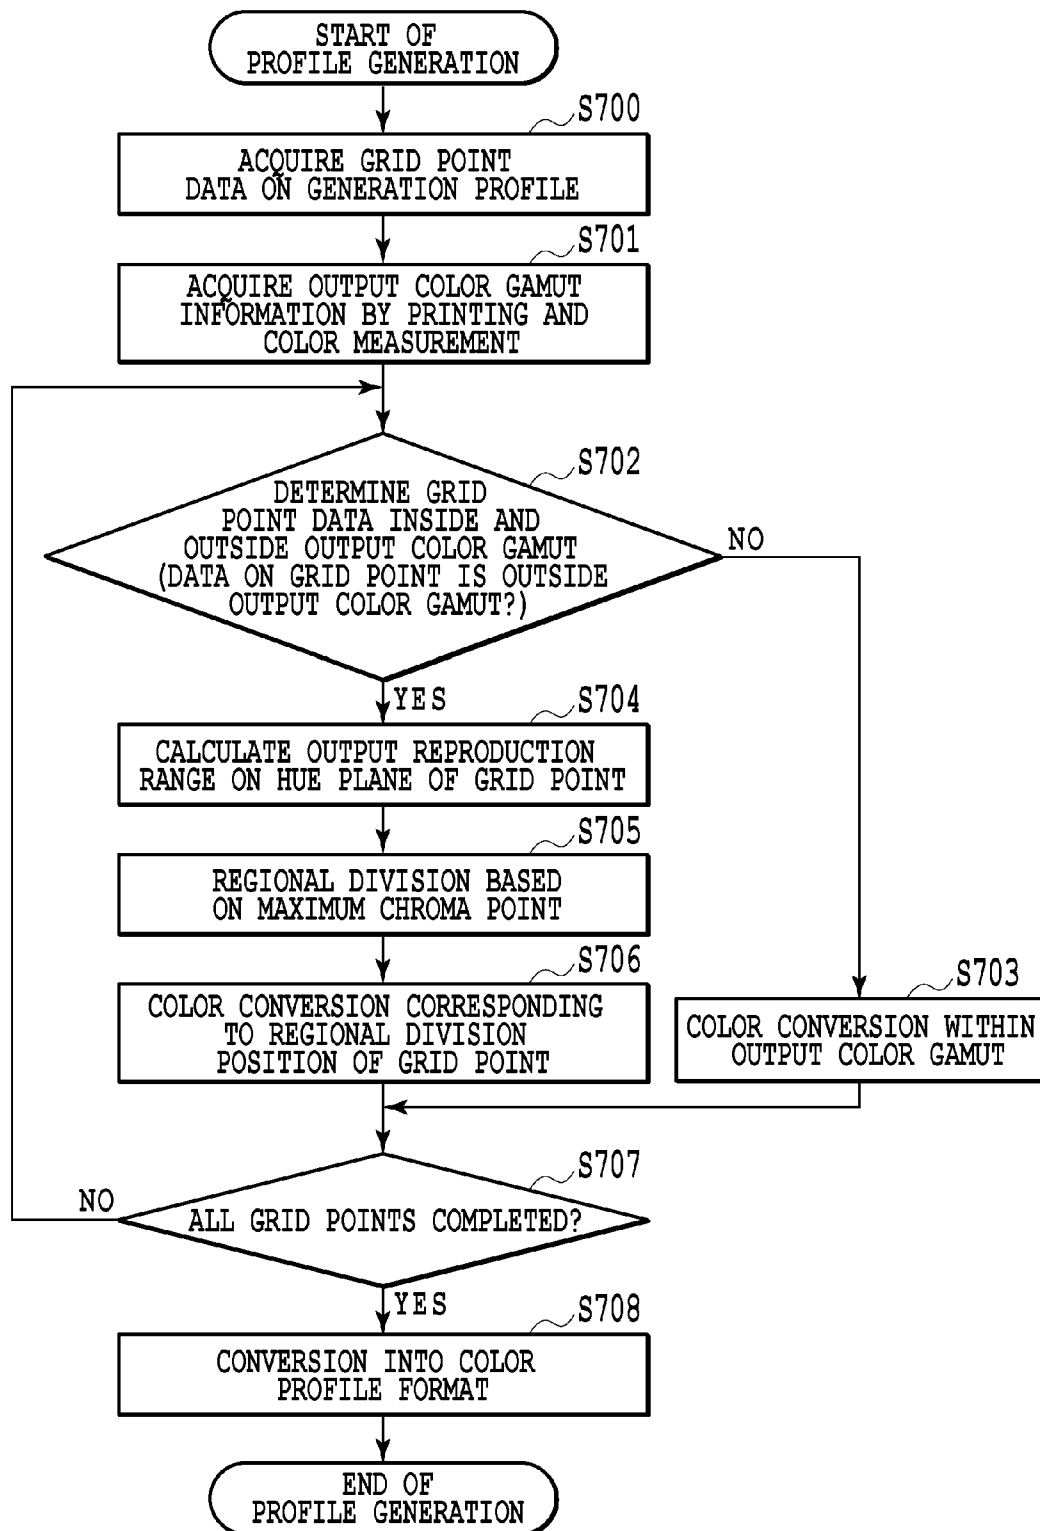 START OF
PROFILE GENERATION
S700
ACQUIRE GRID POINT
DATA ON GENERATION PROFILE
S701
ACQUIRE OUTPUT COLOR GAMUT
INFORMATION BY PRINTING AND
COLOR MEASUREMENT
S702
DETERMINE GRID
POINT DATA INSIDE AND
OUTSIDE OUTPUT COLOR GAMUT
(DATA ON GRID POINT IS OUTSIDE
OUTPUT COLOR GAMUT?)
NO
YES
S704
CALCULATE OUTPUT REPRODUCTION
RANGE ON HUE PLANE OF GRID POINT
S705
REGIONAL DIVISION BASED
ON MAXIMUM CHROMA POINT
S706
COLOR CONVERSION CORRESPONDING
TO REGIONAL DIVISION
POSITION OF GRID POINT
S703
COLOR CONVERSION WITHIN
OUTPUT COLOR GAMUT
S707
NO
ALL GRID POINTS COMPLETED?
YES
S708
CONVERSION INTO COLOR
PROFILE FORMAT
END OF
PROFILE GENERATION